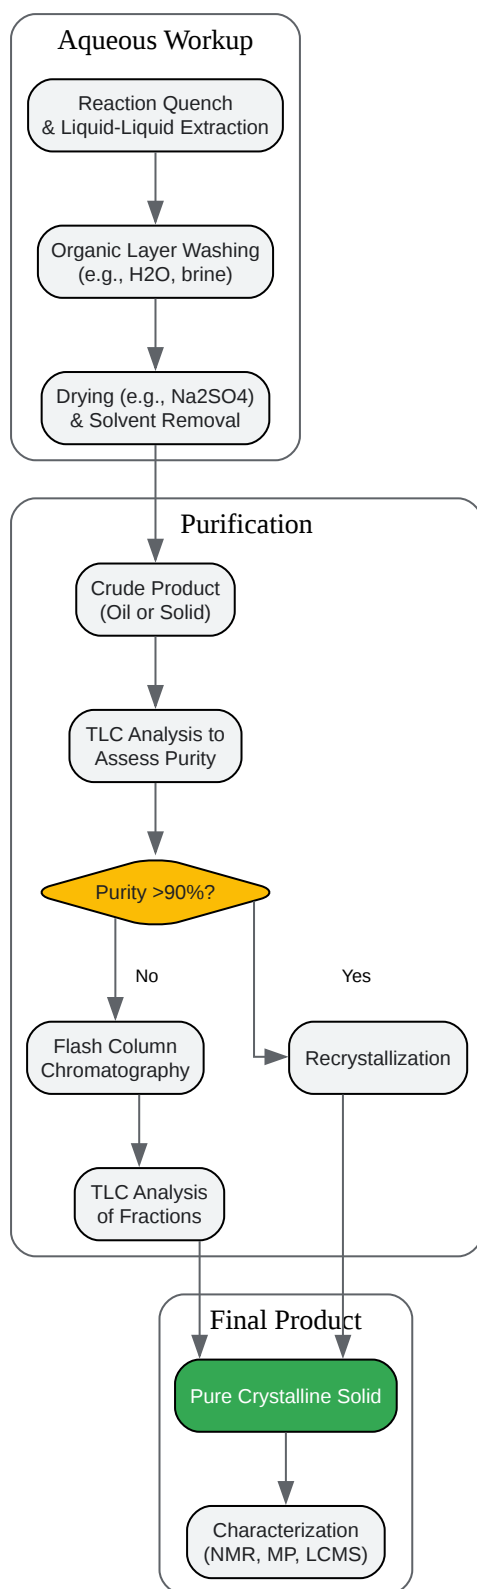 Aqueous Workup
Reaction Quench
& Liquid-Liquid Extraction
Organic Layer Washing
(e.g., H2O, brine)
Drying (e.g., Na2SO4)
& Solvent Removal
Purification
Crude Product
(Oil or Solid)
TLC Analysis to
Assess Purity
Purity >90%?
No
Yes
Flash Column
Chromatography
Recrystallization
TLC Analysis
of Fractions
Final Product
Pure Crystalline Solid
Characterization
(NMR, MP, LCMS)